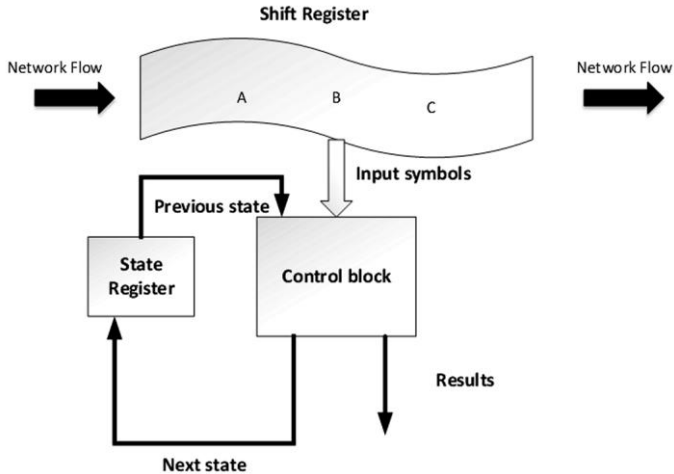 Shift Register
Network Flow
Network Flow
A
B
C
Input symbols
Previous state
State
Register
Control block
Results
Next state